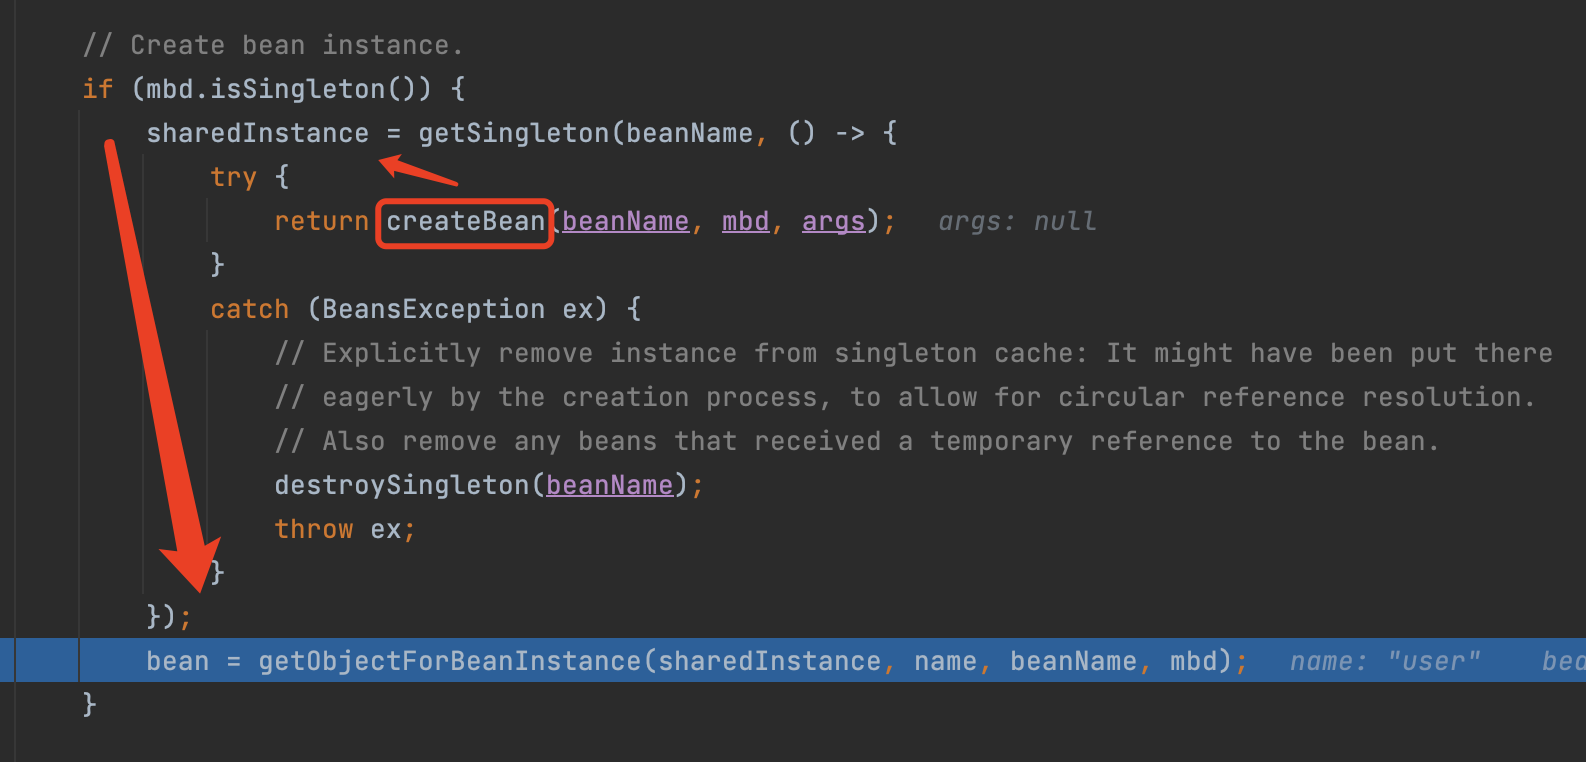 // Create bean instance.
if (mbd.isSingleton()) {
sharedInstance = getSingleton(beanName, () -> {
try {
return createBean(beanName, mbd, args); args: null
}
catch (BeansException ex) {
// Explicitly remove instance from singleton cache: It might have been put there
// eagerly by the creation process, to allow for circular reference resolution.
// Also remove any beans that received a temporary reference to the bean.
destroySingleton(beanName);
throw ex;
}
});
bean = getObjectForBeanInstance(sharedInstance, name, beanName, mbd); name: "user" bea
}